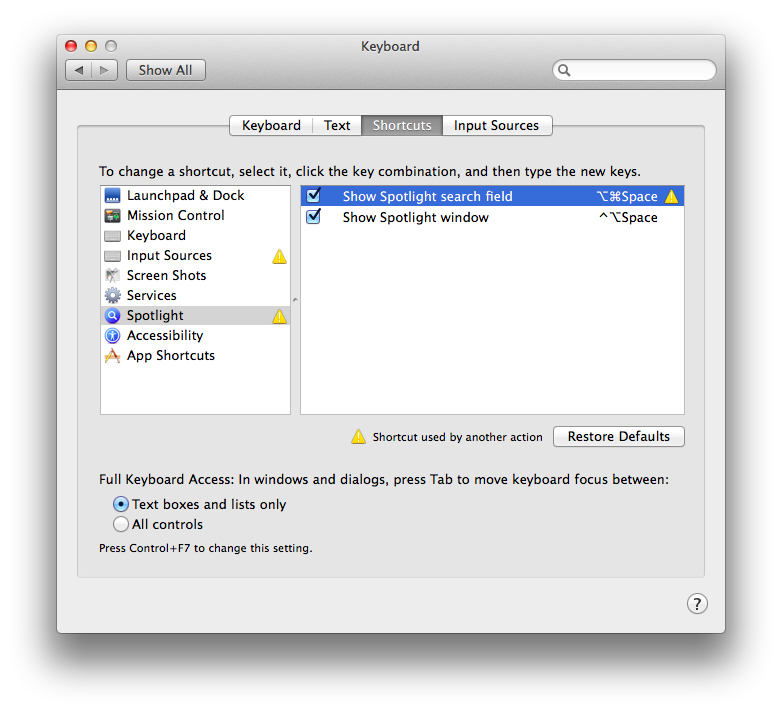 Keyboard
Show All
Keyboard Text Shortcuts Input Sources
To change a shortcut, select it, click the key combination, and then type the new keys.
Launchpad & Dock
Mission Control
Keyboard
Input Sources
Screen Shots
Services
Spotlight
Accessibility
App Shortcuts
Show Spotlight search field ⌥⌘Space
Show Spotlight window ^⌥Space
Shortcut used by another action
Restore Defaults
Full Keyboard Access: In windows and dialogs, press Tab to move keyboard focus between:
Text boxes and lists only
All controls
Press Control+F7 to change this setting.
?